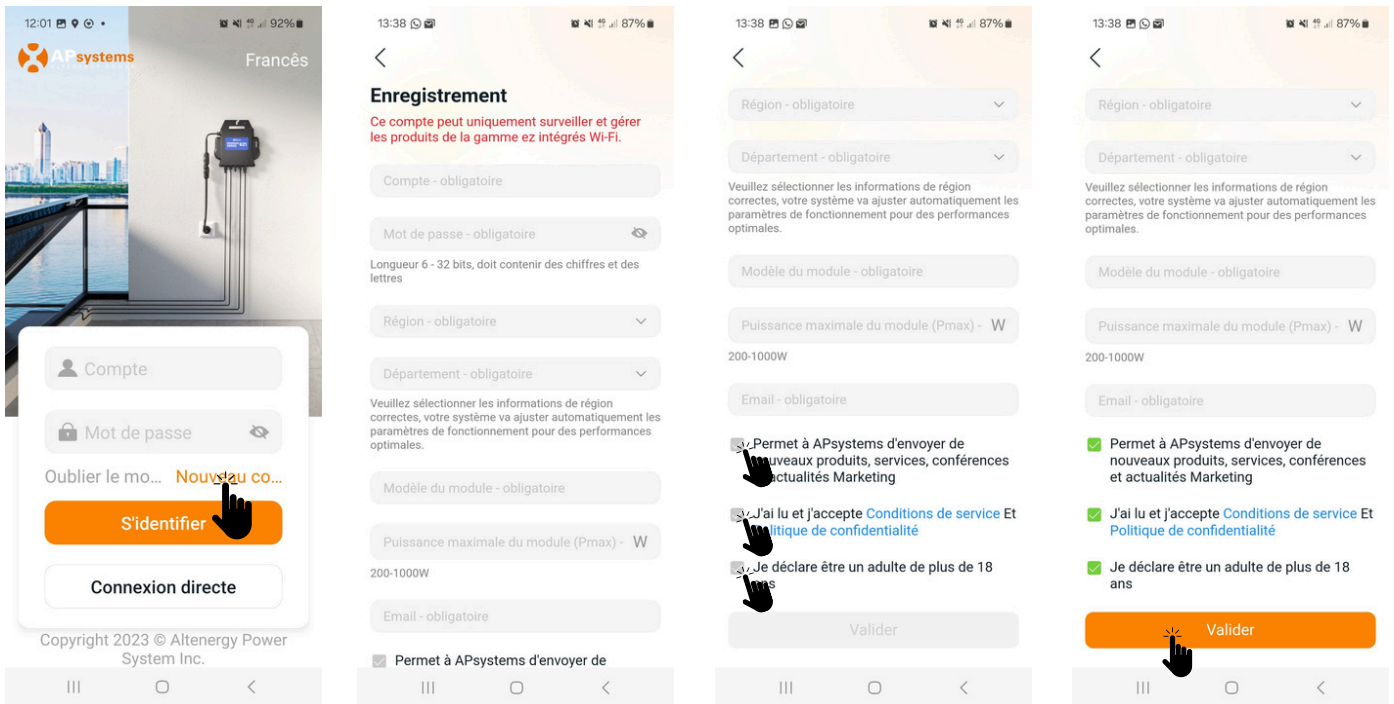 12:01
92%
APsystems
Francês
Compte
Mot de passe
Oublier le mo... Nouveau co...
S'identifier
Connexion directe
Copyright 2023 © Altenergy Power
System Inc.
13:38
4G 87%
Enregistrement
Ce compte peut uniquement surveiller et gérer
les produits de la gamme ez intégrés Wi-Fi.
Compte - obligatoire
Mot de passe - obligatoire
Longueur 6 - 32 bits, doit contenir des chiffres et des
lettres
Région - obligatoire
Département - obligatoire
Veuillez sélectionner les informations de région
correctes, votre système va ajuster automatiquement les
paramètres de fonctionnement pour des performances
optimales.
Modèle du module - obligatoire
Puissance maximale du module (Pmax) - W
200-1000W
Email - obligatoire
Permet à APsystems d'envoyer de
13:38
4G 87%
Région - obligatoire
Département - obligatoire
Veuillez sélectionner les informations de région
correctes, votre système va ajuster automatiquement les
paramètres de fonctionnement pour des performances
optimales.
Modèle du module - obligatoire
Puissance maximale du module (Pmax) - W
200-1000W
Email - obligatoire
Permet à APsystems d'envoyer de
nouveaux produits, services, conférences
actualités Marketing
J'ai lu et j'accepte Conditions de service Et
Politique de confidentialité
Je déclare être un adulte de plus de 18
ans
Valider
13:38
4G 87%
Région - obligatoire
Département - obligatoire
Veuillez sélectionner les informations de région
correctes, votre système va ajuster automatiquement les
paramètres de fonctionnement pour des performances
optimales.
Modèle du module - obligatoire
Puissance maximale du module (Pmax) - W
200-1000W
Email - obligatoire
Permet à APsystems d'envoyer de
nouveaux produits, services, conférences
et actualités Marketing
J'ai lu et j'accepte Conditions de service Et
Politique de confidentialité
Je déclare être un adulte de plus de 18
ans
Valider